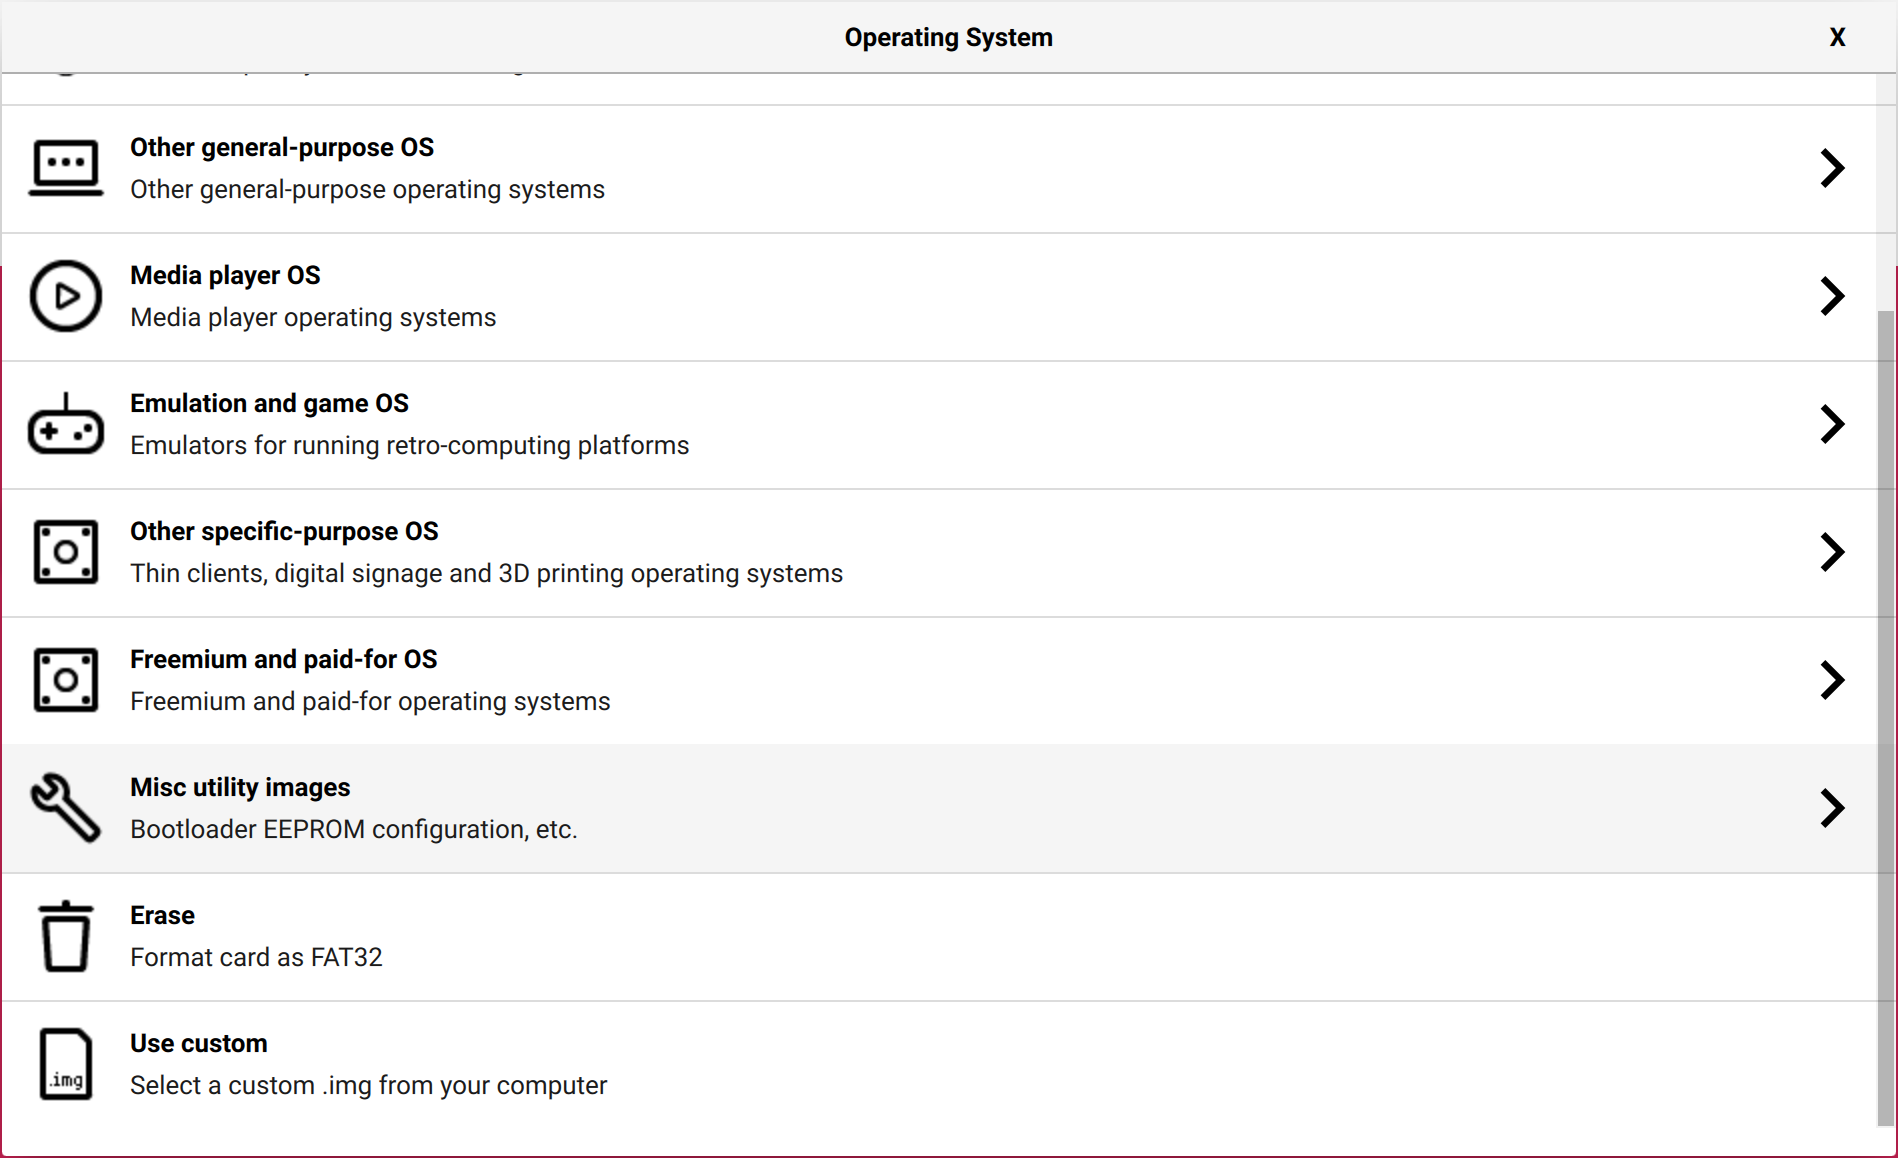 Operating System
X
Other general-purpose OS
Other general-purpose operating systems
Media player OS
Media player operating systems
Emulation and game OS
Emulators for running retro-computing platforms
Other specific-purpose OS
Thin clients, digital signage and 3D printing operating systems
Freemium and paid-for OS
Freemium and paid-for operating systems
Misc utility images
Bootloader EEPROM configuration, etc.
Erase
Format card as FAT32
.img
Use custom
Select a custom .img from your computer